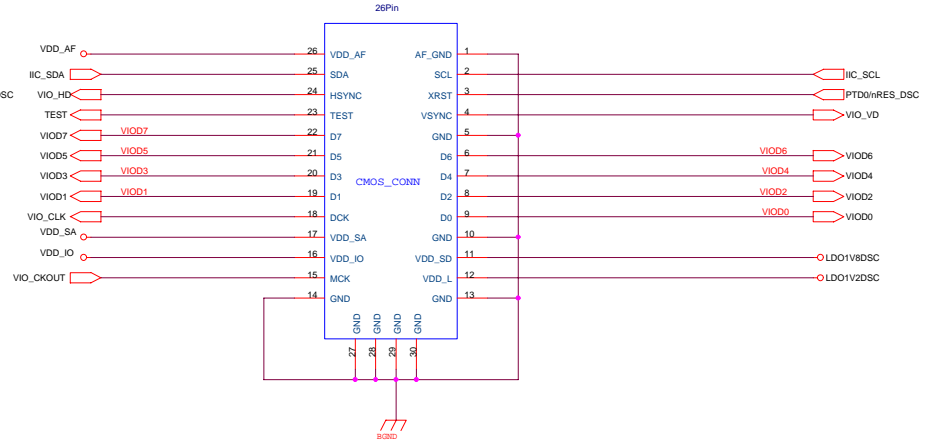 26Pin
VDD_AF 26 VDD_AF AF_GND 1
IIC_SDA 25 SDA SCL 2 IIC_SCL
DSC VIO_HD 24 HSYNC XRST 3 PTD0/nRES_DSC
TEST 23 TEST VSYNC 4 VIO_VD
VIOD7 VIOD7 22 D7 GND 5
VIOD5 VIOD5 21 D5 D6 6 VIOD6 VIOD6
VIOD3 VIOD3 20 D3 D4 7 VIOD4 VIOD4
CMOS_CONN
VIOD1 VIOD1 19 D1 D2 8 VIOD2 VIOD2
VIO_CLK 18 DCK D0 9 VIOD0 VIOD0
VDD_SA 17 VDD_SA GND 10
VDD_IO 16 VDD_IO VDD_SD 11 LDO1V8DSC
VIO_CKOUT 15 MCK VDD_L 12 LDO1V2DSC
14 GND GND 13
GND GND GND GND
27 28 29 30
BGND